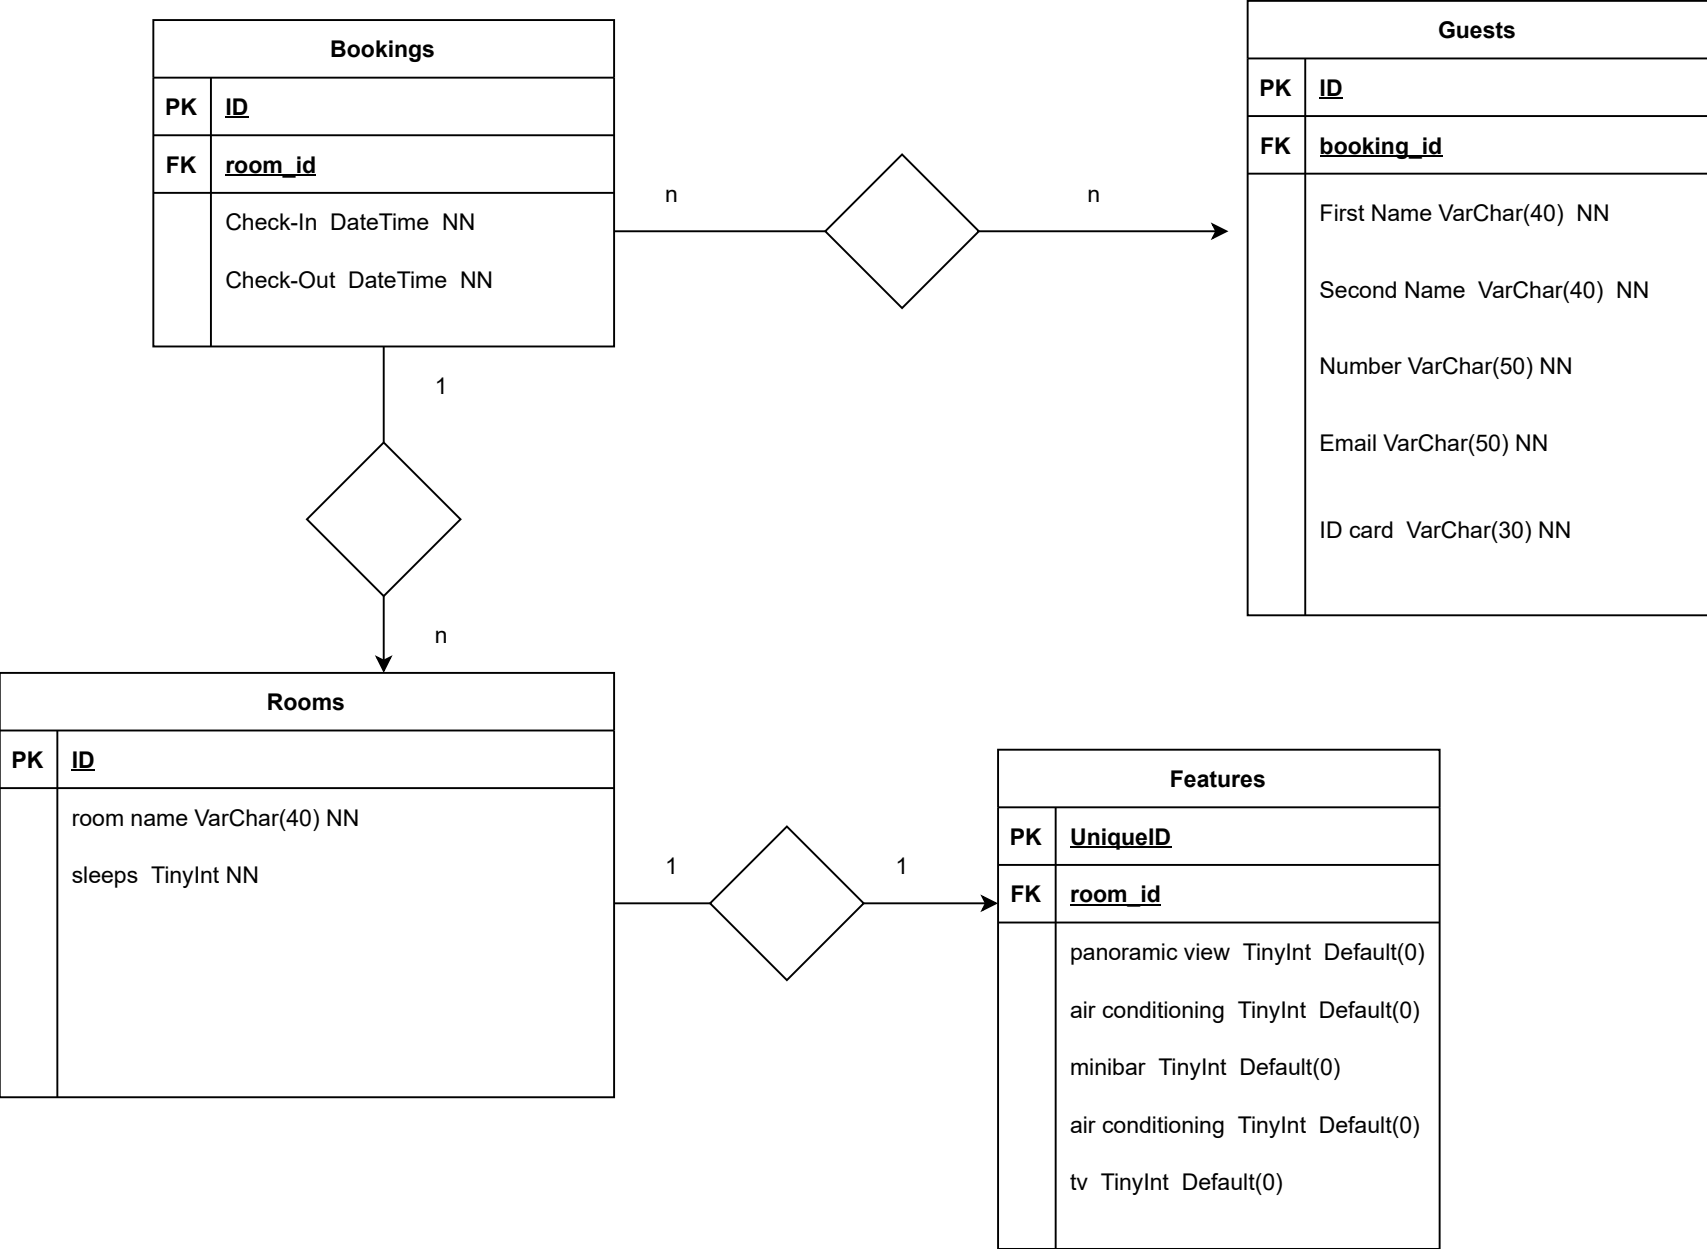 Bookings
PK ID
FK room_id
Check-In DateTime NN
Check-Out DateTime NN
n
n
Guests
PK ID
FK booking_id
First Name VarChar(40) NN
Second Name VarChar(40) NN
Number VarChar(50) NN
Email VarChar(50) NN
ID card VarChar(30) NN
1
n
Rooms
PK ID
room name VarChar(40) NN
sleeps TinyInt NN
1
1
Features
PK UniqueID
FK room_id
panoramic view TinyInt Default(0)
air conditioning TinyInt Default(0)
minibar TinyInt Default(0)
air conditioning TinyInt Default(0)
tv TinyInt Default(0)